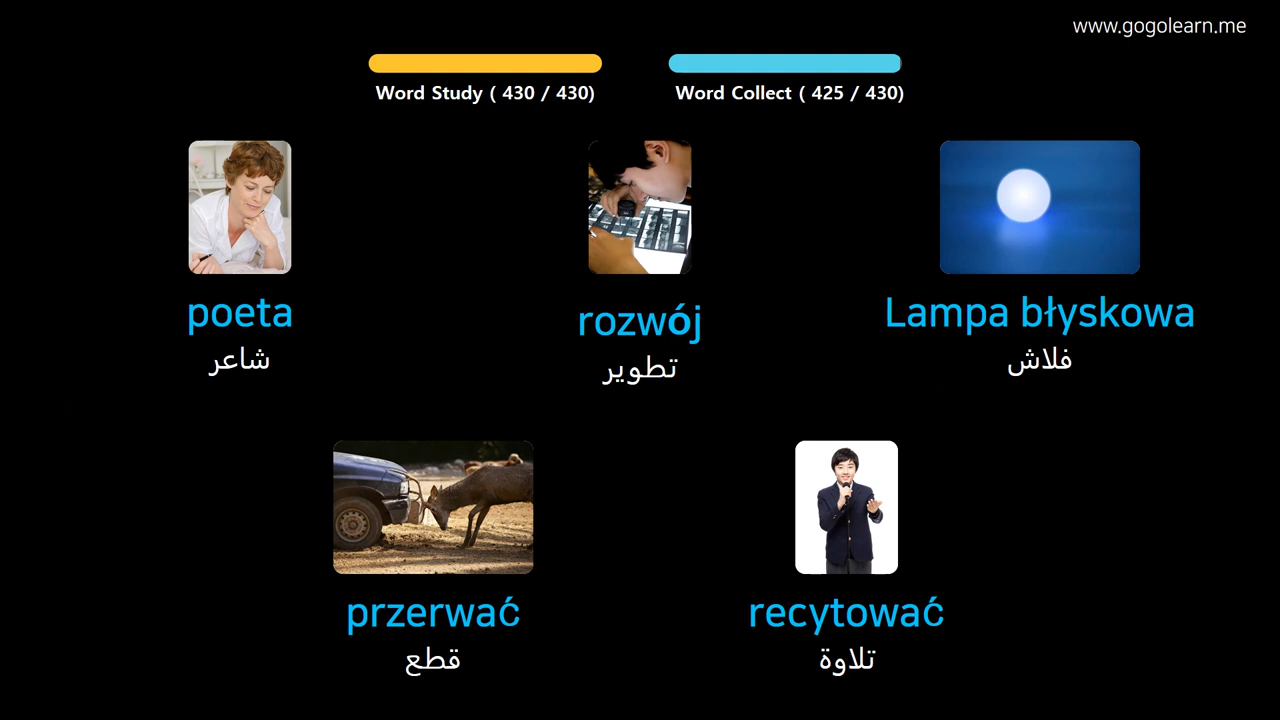 www.gogolearn.me
Word Study ( 430 / 430)
Word Collect ( 425 / 430)
poeta
شاعر
rozwój
تطوير
Lampa błyskowa
فلاش
przerwać
قطع
recytować
تلاوة